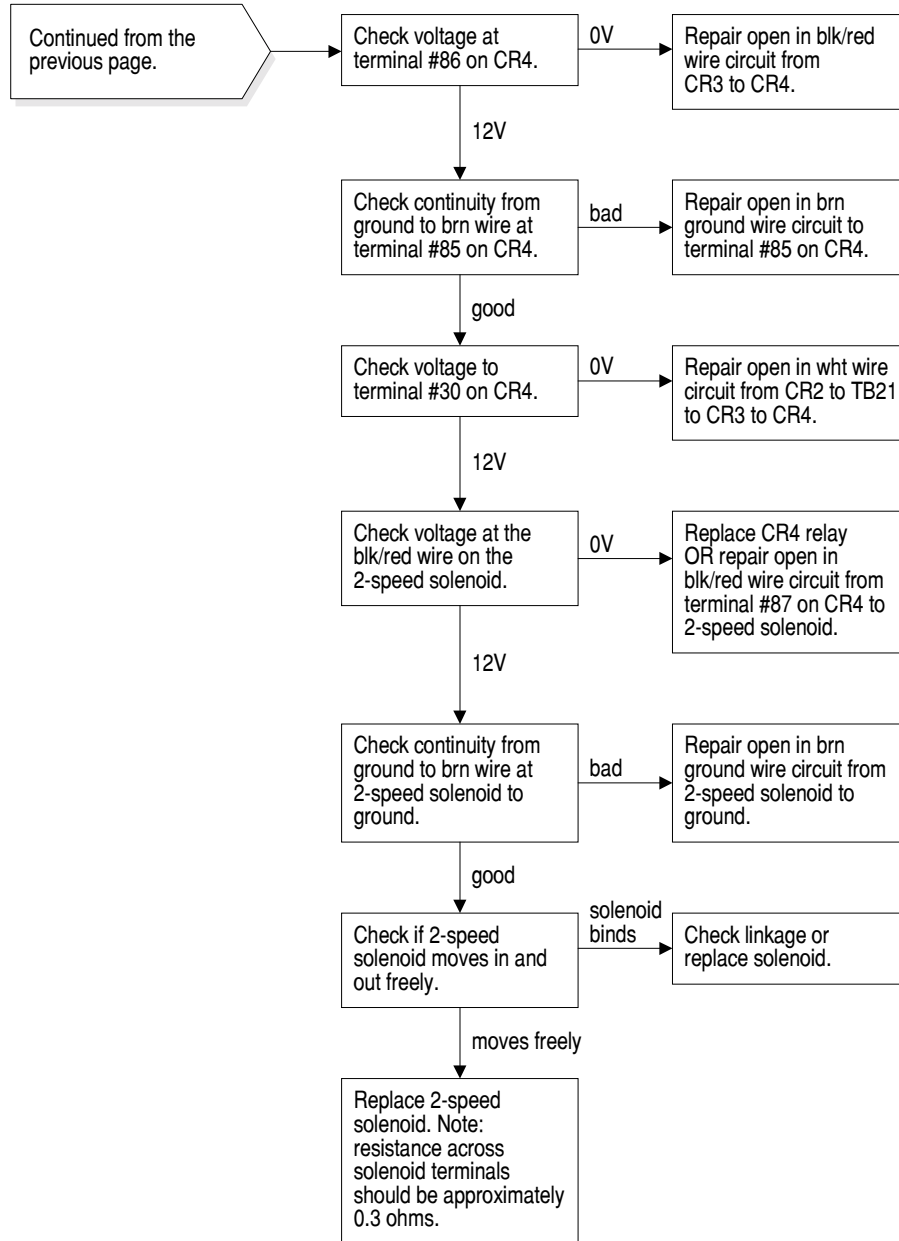 Continued from the
previous page.
Check voltage at
terminal #86 on CR4.
0V
Repair open in blk/red
wire circuit from
CR3 to CR4.
12V
Check continuity from
ground to brn wire at
terminal #85 on CR4.
bad
Repair open in brn
ground wire circuit to
terminal #85 on CR4.
good
Check voltage to
terminal #30 on CR4.
0V
Repair open in wht wire
circuit from CR2 to TB21
to CR3 to CR4.
12V
Check voltage at the
blk/red wire on the
2-speed solenoid.
0V
Replace CR4 relay
OR repair open in
blk/red wire circuit from
terminal #87 on CR4 to
2-speed solenoid.
12V
Check continuity from
ground to brn wire at
2-speed solenoid to
ground.
bad
Repair open in brn
ground wire circuit from
2-speed solenoid to
ground.
good
Check if 2-speed
solenoid moves in and
out freely.
solenoid
binds
Check linkage or
replace solenoid.
moves freely
Replace 2-speed
solenoid. Note:
resistance across
solenoid terminals
should be approximately
0.3 ohms.